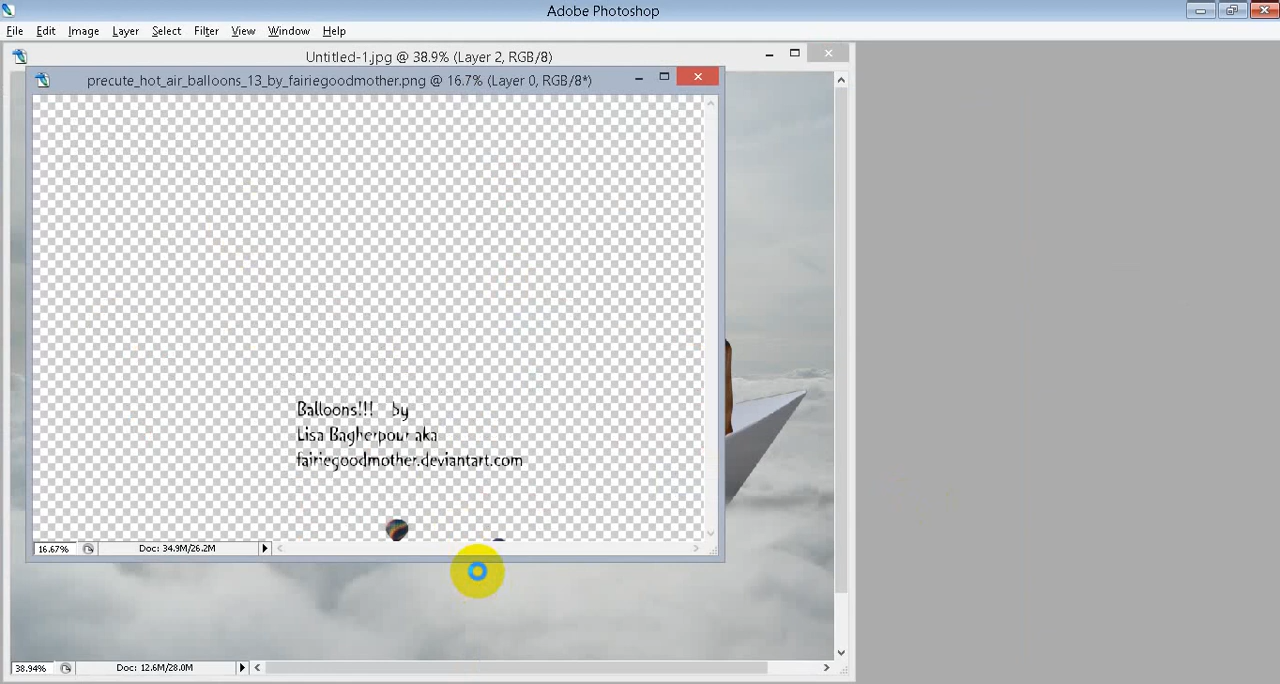 Adobe Photoshop
File Edit Image Layer Select Filter View Window Help
Untitled-1.jpg @ 38.9% (Layer 2, RGB/8)
precute_hot_air_balloons_13_by_fairiegoodmother.png @ 16.7% (Layer 0, RGB/8*)
Balloons!!! by
Lisa Bagherpour aka
fairiegoodmother.deviantart.com
16.67% Doc: 34.9M/26.2M
38.94% Doc: 12.6M/28.0M